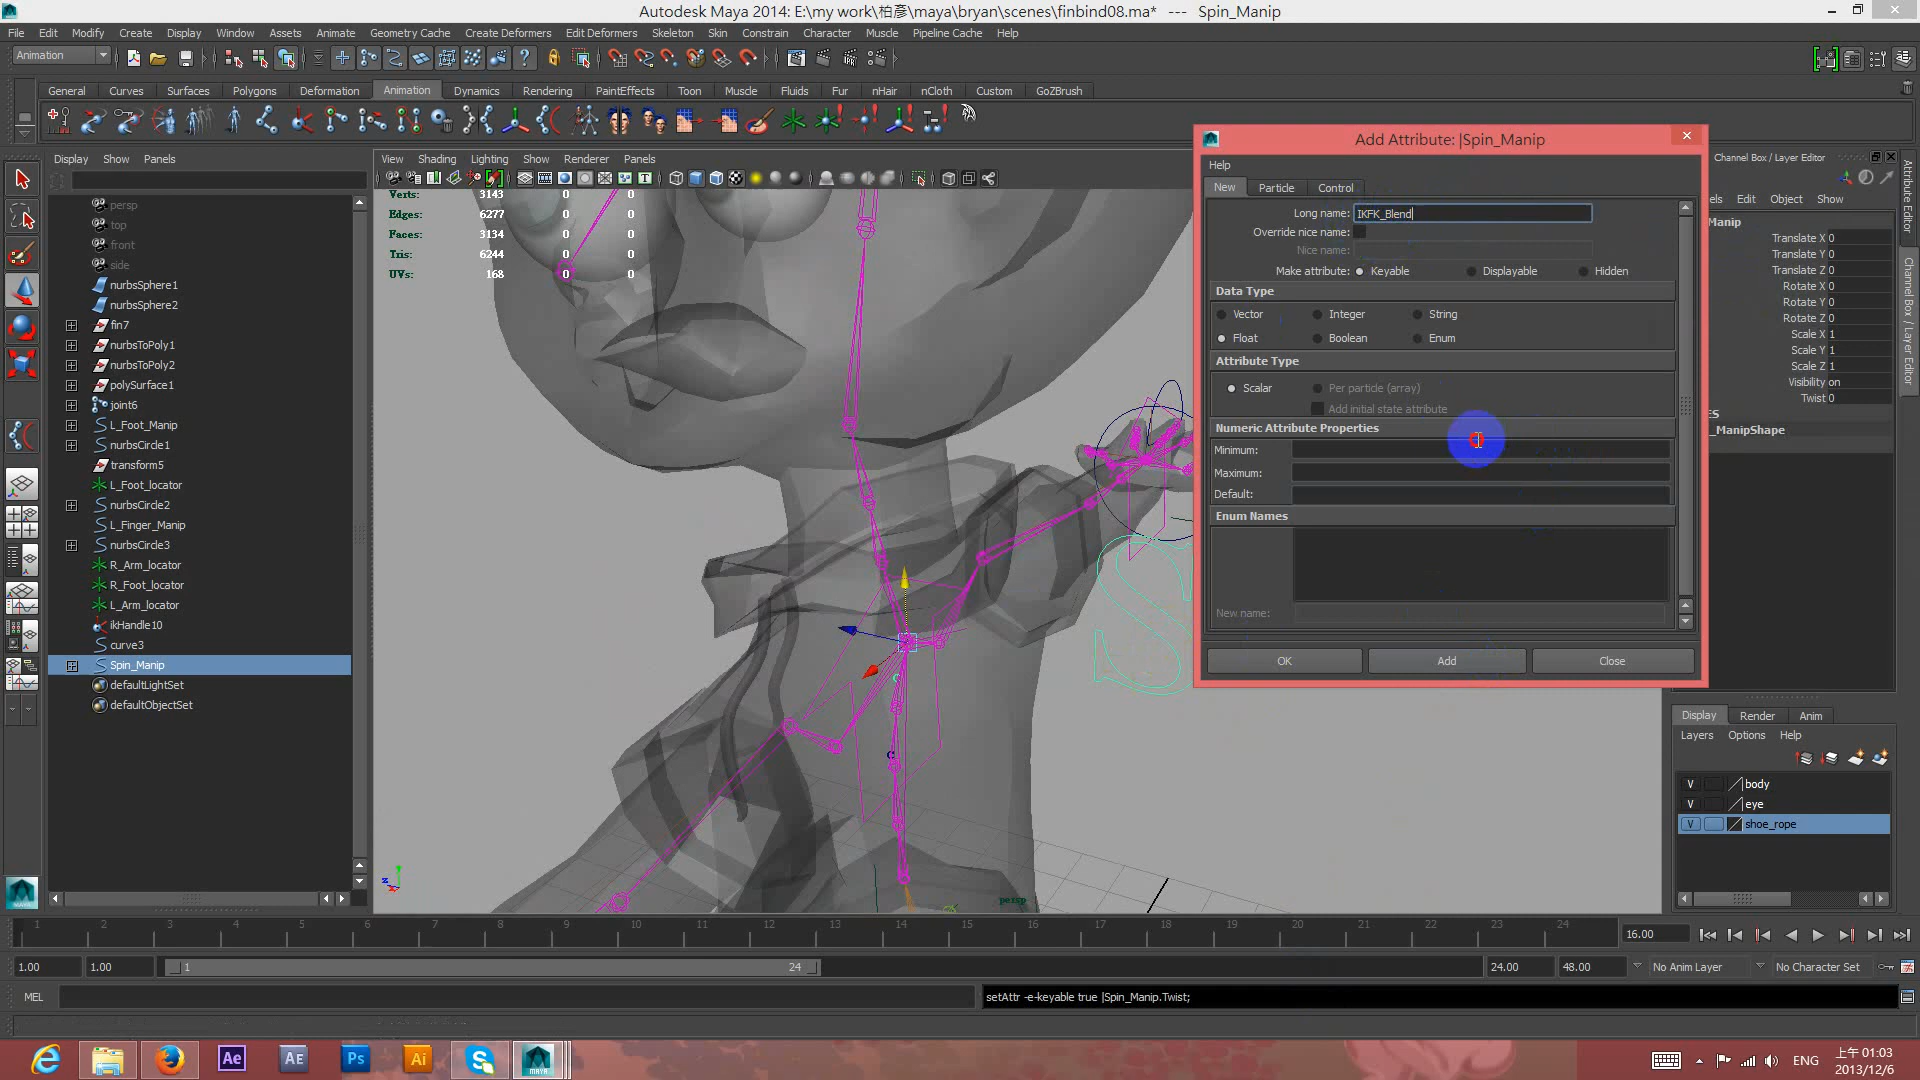 Autodesk Maya 2014: E:\my work\柏彥\maya\bryan\scenes\finbind08.ma*  ---  Spin_Manip
File Edit Modify Create Display Window Assets Animate Geometry Cache Create Deformers Edit Deformers Skeleton Skin Constrain Character Muscle Pipeline Cache Help
Animation
General Curves Surfaces Polygons Deformation Animation Dynamics Rendering PaintEffects Toon Muscle Fluids Fur nHair nCloth Custom GoZBrush
Display Show Panels
persp
top
front
side
nurbsSphere1
nurbsSphere2
fin7
nurbsToPoly1
nurbsToPoly2
polySurface1
joint6
L_Foot_Manip
nurbsCircle1
transform5
L_Foot_locator
nurbsCircle2
L_Finger_Manip
nurbsCircle3
R_Arm_locator
R_Foot_locator
L_Arm_locator
ikHandle10
curve3
Spin_Manip
defaultLightSet
defaultObjectSet
View Shading Lighting Show Renderer Panels
Verts: 3143 0 0
Edges: 6277 0 0
Faces: 3134 0 0
Tris: 6244 0 0
UVs: 168 0 0
persp
Add Attribute: |Spin_Manip
Help
New Particle Control
Long name: IKFK_Blend
Override nice name:
Nice name:
Make attribute: Keyable Displayable Hidden
Data Type
Vector Integer String
Float Boolean Enum
Attribute Type
Scalar Per particle (array)
Add initial state attribute
Numeric Attribute Properties
Minimum:
Maximum:
Default:
Enum Names
New name:
OK Add Close
Channel Box / Layer Editor
els Edit Object Show
Manip
Translate X 0
Translate Y 0
Translate Z 0
Rotate X 0
Rotate Y 0
Rotate Z 0
Scale X 1
Scale Y 1
Scale Z 1
Visibility on
Twist 0
ES
_ManipShape
Attribute Editor
Channel Box / Layer Editor
Display Render Anim
Layers Options Help
V body
V eye
V shoe_rope
1 2 3 4 5 6 7 8 9 10 11 12 13 14 15 16 17 18 19 20 21 22 23 24
16.00
1.00 1.00 1 24 24.00 48.00 No Anim Layer No Character Set
MEL
setAttr -e-keyable true |Spin_Manip.Twist;
Ae AE Ps Ai
MAYA
ENG
上午 01:03
2013/12/6